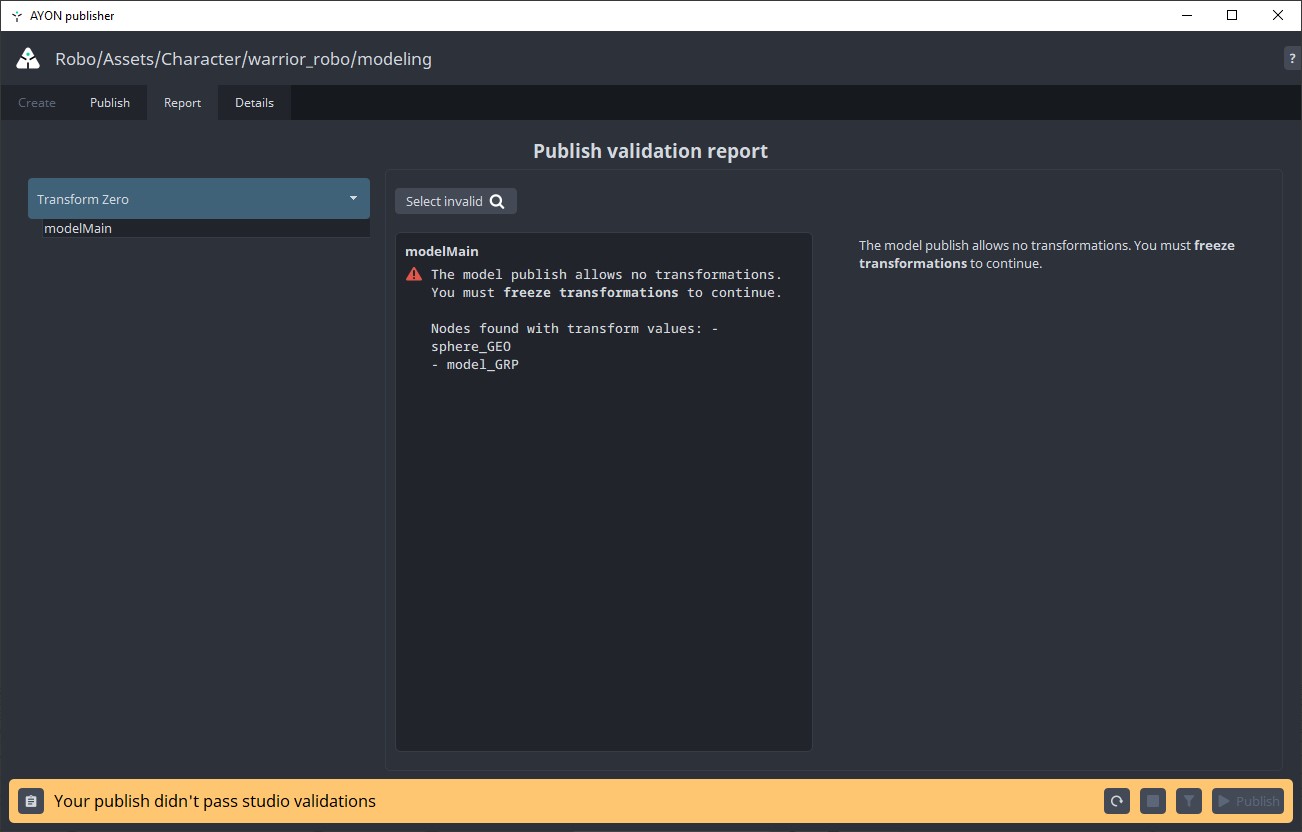 AYON publisher
Robo/Assets/Character/warrior_robo/modeling
?
Create
Publish
Report
Details
Publish validation report
Transform Zero
modelMain
Select invalid
modelMain
The model publish allows no transformations.
You must freeze transformations to continue.
Nodes found with transform values: -
sphere_GEO
- model_GRP
The model publish allows no transformations. You must freeze
transformations to continue.
Your publish didn't pass studio validations
Publish